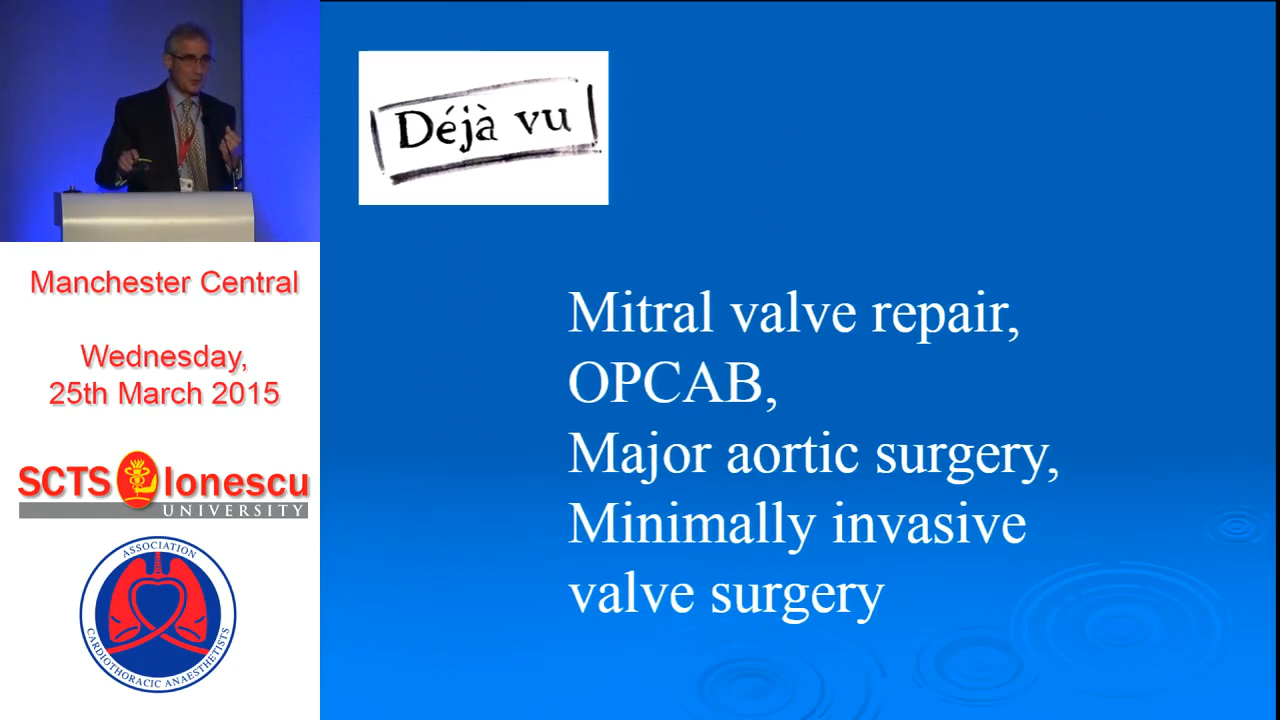 Déjà vu
Manchester Central
Wednesday,
25th March 2015
SCTS Ionescu
UNIVERSITY
ASSOCIATION
CARDIOTHORACIC ANAESTHETISTS
Mitral valve repair,
OPCAB,
Major aortic surgery,
Minimally invasive
valve surgery